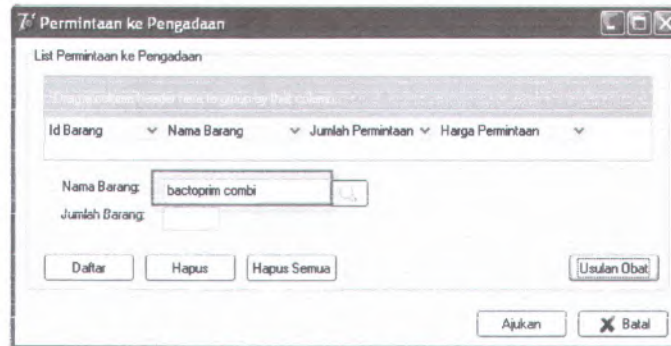 Permintaan ke Pengadaan
List Permintaan ke Pengadaan
Drag a column header here to group by that column
Id Barang Nama Barang Jumlah Permintaan Harga Permintaan
Nama Barang: bactoprim combi
Jumlah Barang:
Daftar Hapus Hapus Semua Usulan Obat
Ajukan Batal